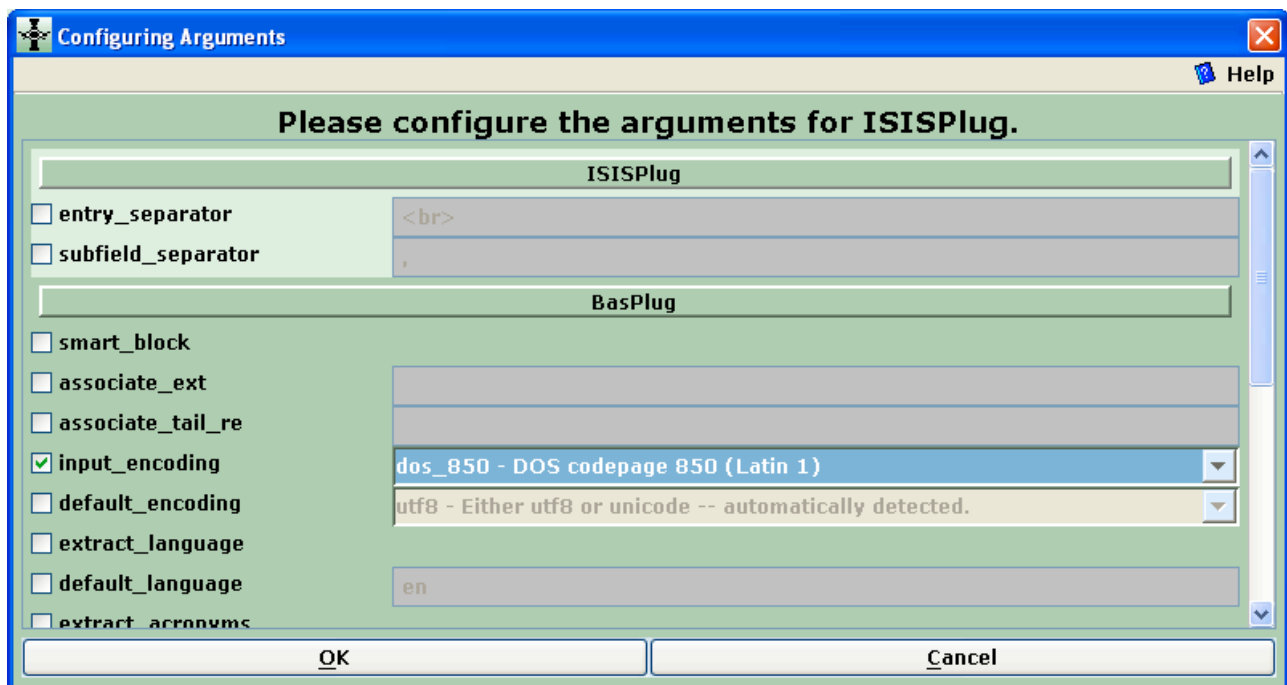 Configuring Arguments
Help
Please configure the arguments for ISISPlug.
ISISPlug
entry_separator <br>
subfield_separator ,
BasPlug
smart_block
associate_ext
associate_tail_re
input_encoding dos_850 - DOS codepage 850 (Latin 1)
default_encoding utf8 - Either utf8 or unicode -- automatically detected.
extract_language
default_language en
extract_acronyms
OK Cancel